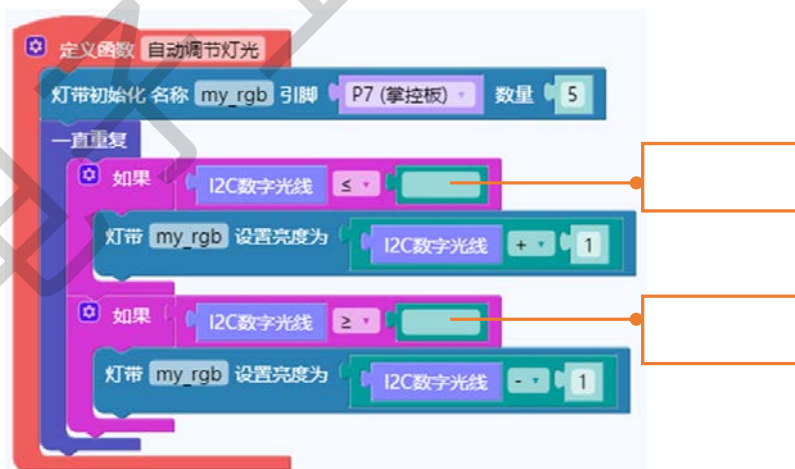 定义函数 自动调节灯光
灯带初始化 名称 my_rgb 引脚 P7 (掌控板) 数量 5
一直重复
如果 I2C数字光线 ≤
灯带 my_rgb 设置亮度为 I2C数字光线 + 1
如果 I2C数字光线 ≥
灯带 my_rgb 设置亮度为 I2C数字光线 - 1